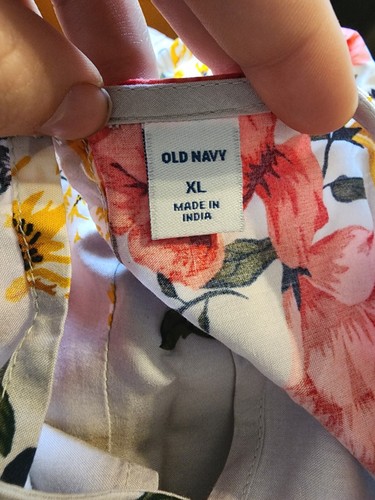 OLD NAVY
XL
MADE IN
INDIA